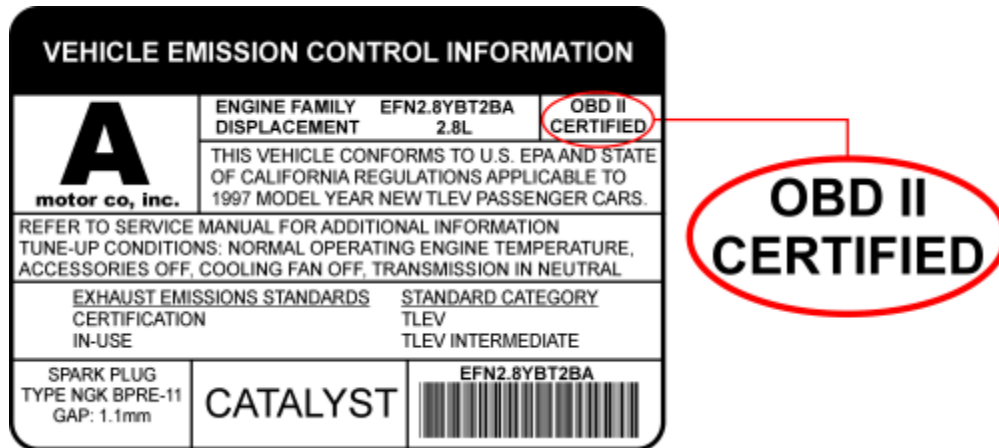 VEHICLE EMISSION CONTROL INFORMATION
A
motor co, inc.
ENGINE FAMILY EFN2.8YBT2BA
DISPLACEMENT 2.8L
OBD II
CERTIFIED
THIS VEHICLE CONFORMS TO U.S. EPA AND STATE
OF CALIFORNIA REGULATIONS APPLICABLE TO
1997 MODEL YEAR NEW TLEV PASSENGER CARS.
REFER TO SERVICE MANUAL FOR ADDITIONAL INFORMATION
TUNE-UP CONDITIONS: NORMAL OPERATING ENGINE TEMPERATURE,
ACCESSORIES OFF, COOLING FAN OFF, TRANSMISSION IN NEUTRAL
EXHAUST EMISSIONS STANDARDS STANDARD CATEGORY
CERTIFICATION TLEV
IN-USE TLEV INTERMEDIATE
SPARK PLUG
TYPE NGK BPRE-11
GAP: 1.1mm
CATALYST
EFN2.8YBT2BA
OBD II
CERTIFIED